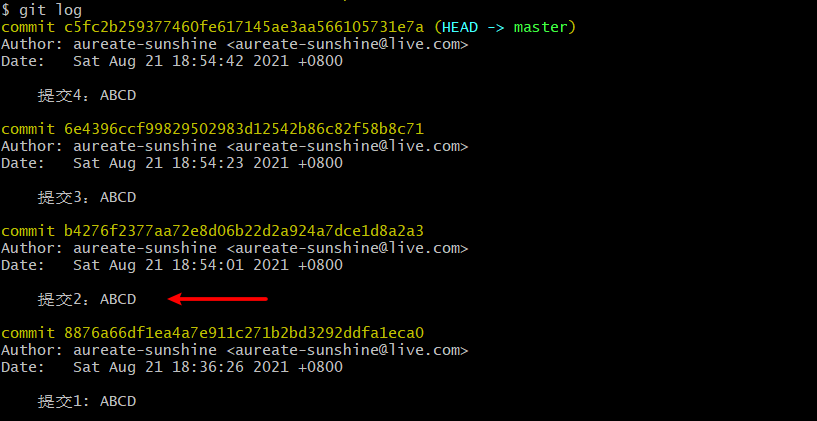 $ git log
commit c5fc2b259377460fe617145ae3aa566105731e7a (HEAD -> master)
Author: aureate-sunshine <aureate-sunshine@live.com>
Date:   Sat Aug 21 18:54:42 2021 +0800
提交4：ABCD
commit 6e4396ccf99829502983d12542b86c82f58b8c71
Author: aureate-sunshine <aureate-sunshine@live.com>
Date:   Sat Aug 21 18:54:23 2021 +0800
提交3：ABCD
commit b4276f2377aa72e8d06b22d2a924a7dce1d8a2a3
Author: aureate-sunshine <aureate-sunshine@live.com>
Date:   Sat Aug 21 18:54:01 2021 +0800
提交2：ABCD
commit 8876a66df1ea4a7e911c271b2bd3292ddfa1eca0
Author: aureate-sunshine <aureate-sunshine@live.com>
Date:   Sat Aug 21 18:36:26 2021 +0800
提交1: ABCD